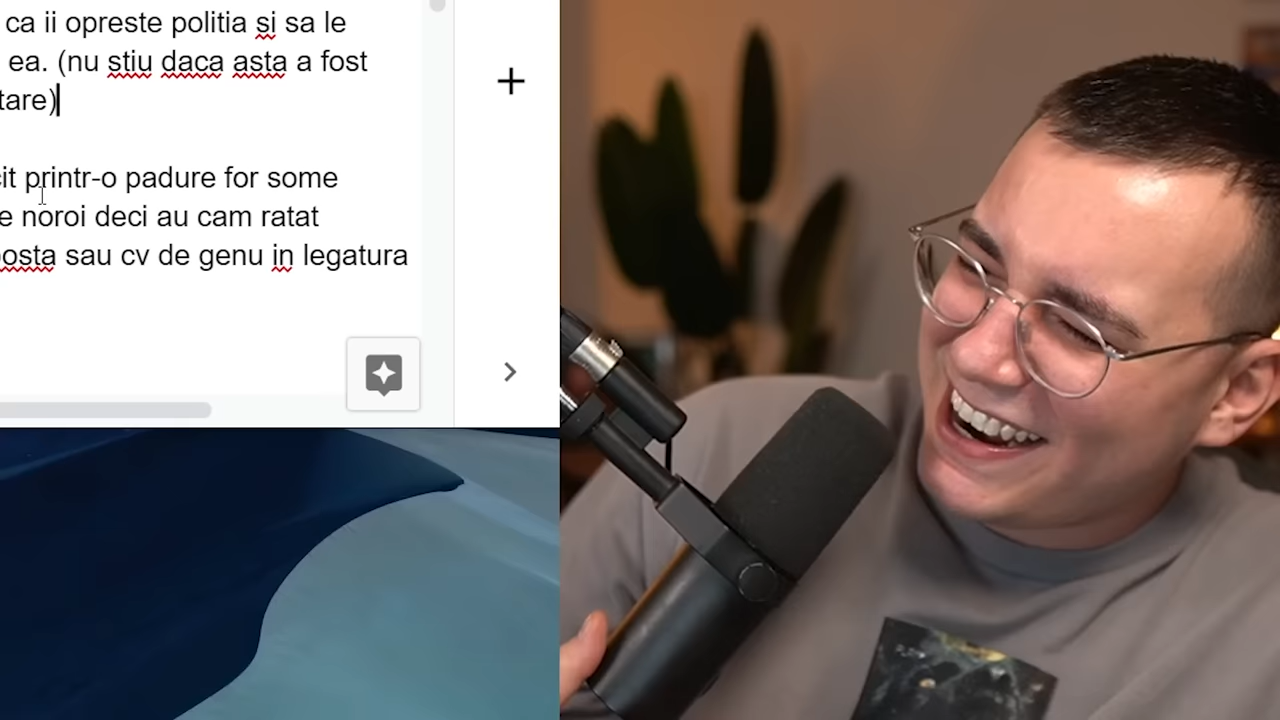 ca ii opreste politia si sa le
ea. (nu stiu daca asta a fost
tare)
cit printr-o padure for some
e noroi deci au cam ratat
osta sau cv de genu in legatura